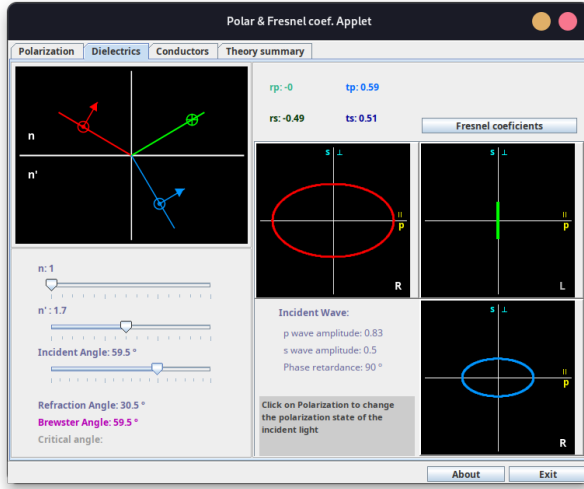 Polar & Fresnel coef. Applet
Polarization Dielectrics Conductors Theory summary
n
n'
rp: -0 tp: 0.59
rs: -0.49 ts: 0.51
Fresnel coeficients
s ⊥
=
p
R
s ⊥
=
p
L
n: 1
n' : 1.7
Incident Angle: 59.5 °
Refraction Angle: 30.5 °
Brewster Angle: 59.5 °
Critical angle:
Incident Wave:
p wave amplitude: 0.83
s wave amplitude: 0.5
Phase retardance: 90 °
Click on Polarization to change
the polarization state of the
incident light
s ⊥
=
p
R
About Exit